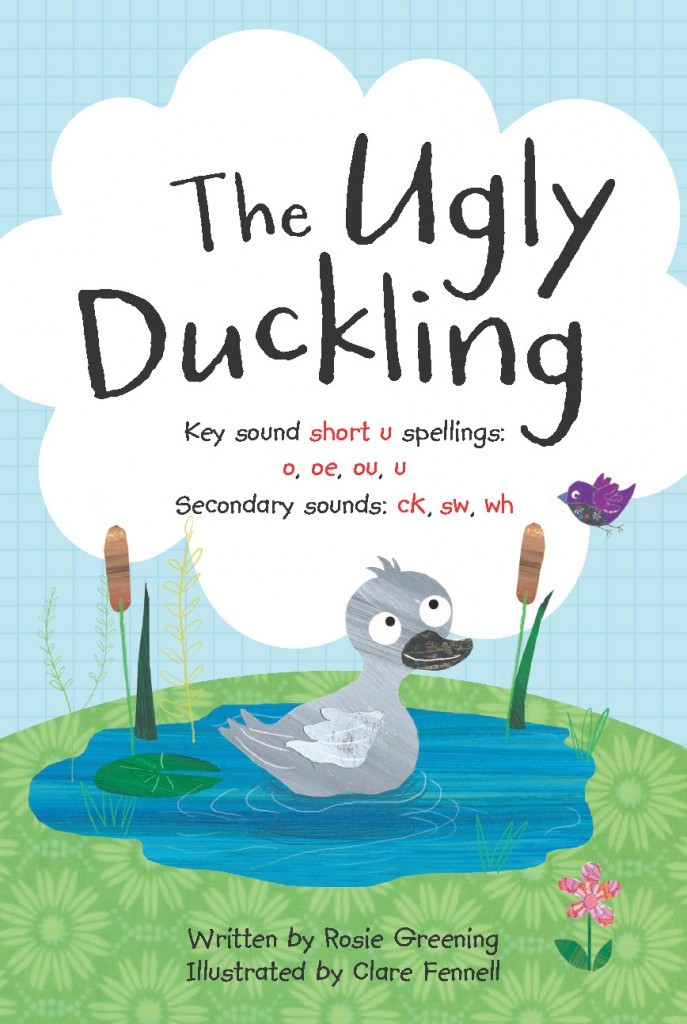 The Ugly
Duckling
Key sound short u spellings:
o, oe, ou, u
Secondary sounds: ck, sw, wh
Written by Rosie Greening
Illustrated by Clare Fennell